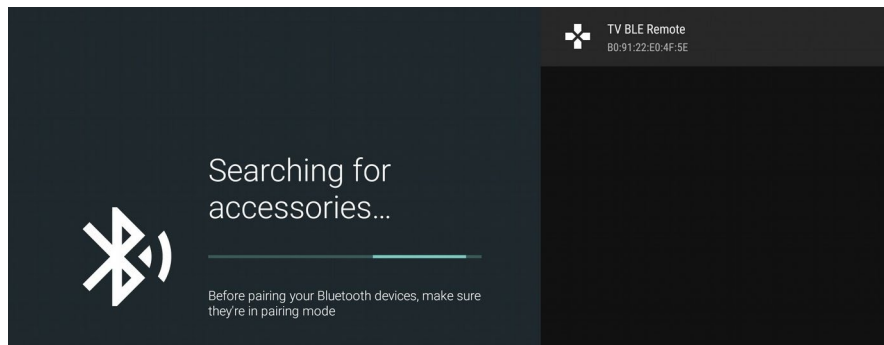 Searching for
accessories...
Before pairing your Bluetooth devices, make sure
they're in pairing mode
TV BLE Remote
B0:91:22:E0:4F:5E